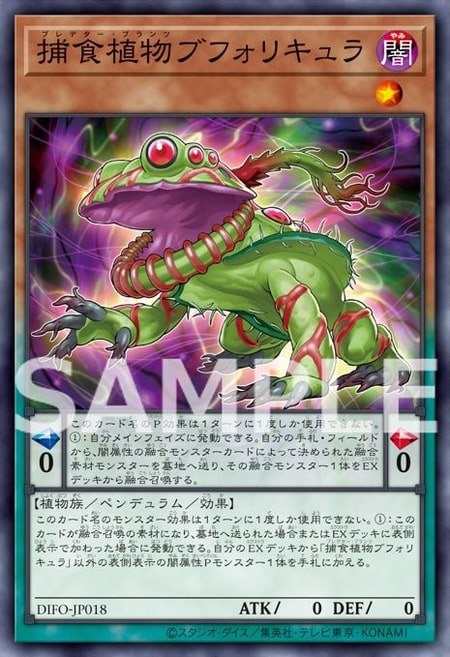 プレデター・プランツ
捕食植物ブフォリキュラ
やみ
闇
SAMPLE
このカード名のP効果は1ターンに1度しか使用できない。
①:自分メインフェイズに発動できる。自分の手札・フィールド
から、闇属性の融合モンスターカードによって決められた融合
素材モンスターを墓地へ送り、その融合モンスター1体をEX
デッキから融合召喚する。
0
0
【植物族/ペンデュラム/効果】
このカード名のモンスター効果は1ターンに1度しか使用できない。①:この
カードが融合召喚の素材になり、墓地へ送られた場合またはEXデッキに表側
表示で加わった場合に発動できる。自分のEXデッキから「捕食植物ブフォリ
キュラ」以外の表側表示の闇属性Pモンスター1体を手札に加える。
DIFO-JP018
ATK/ 0 DEF/ 0
©スタジオ・ダイス/集英社・テレビ東京・KONAMI